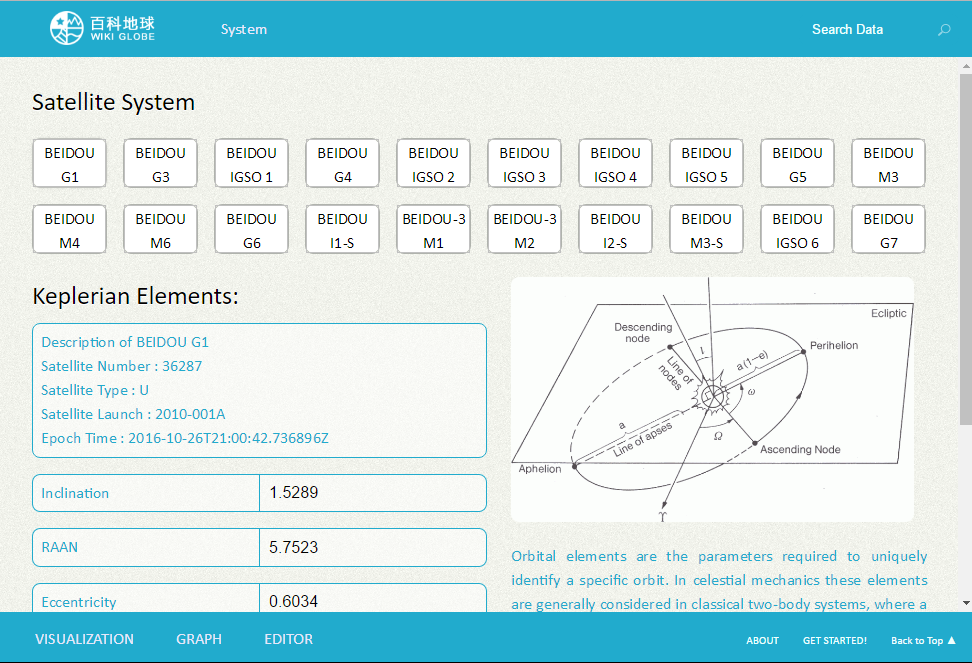 百科地球
WIKI GLOBE
System
Search Data
Satellite System
BEIDOU G1
BEIDOU G3
BEIDOU IGSO 1
BEIDOU G4
BEIDOU IGSO 2
BEIDOU IGSO 3
BEIDOU IGSO 4
BEIDOU IGSO 5
BEIDOU G5
BEIDOU M3
BEIDOU M4
BEIDOU M6
BEIDOU G6
BEIDOU I1-S
BEIDOU-3 M1
BEIDOU-3 M2
BEIDOU I2-S
BEIDOU M3-S
BEIDOU IGSO 6
BEIDOU G7
Keplerian Elements:
Description of BEIDOU G1
Satellite Number : 36287
Satellite Type : U
Satellite Launch : 2010-001A
Epoch Time : 2016-10-26T21:00:42.736896Z
Inclination 1.5289
RAAN 5.7523
Eccentricity 0.6034
Ecliptic
Descending
node
Perihelion
I
a(1–e)
Line of
nodes
ω
a
Line of apses
Ω
Ascending Node
Aphelion
ϒ
Orbital elements are the parameters required to uniquely
identify a specific orbit. In celestial mechanics these elements
are generally considered in classical two-body systems, where a
VISUALIZATION
GRAPH
EDITOR
ABOUT
GET STARTED!
Back to Top ▲